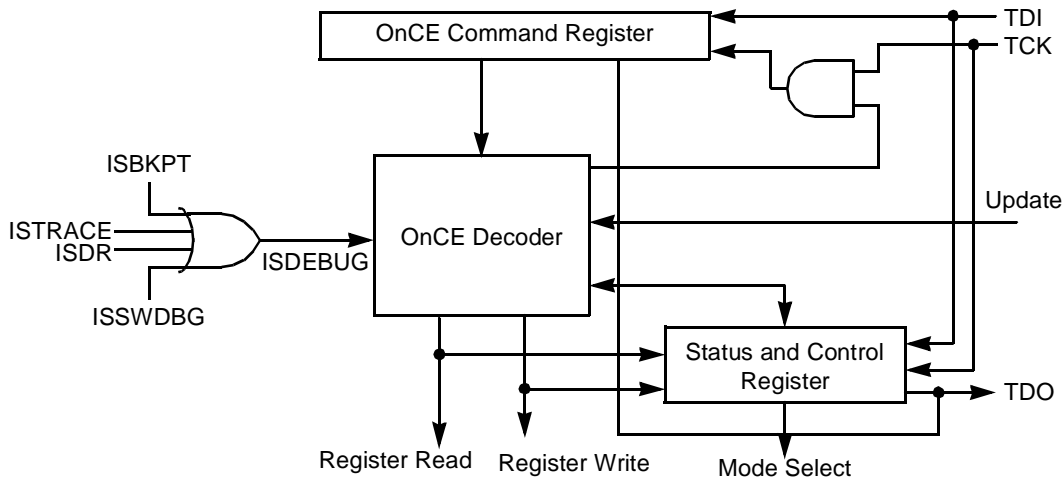 OnCE Command Register
TDI
TCK
ISBKPT
ISTRACE
ISDR
ISDEBUG
ISSWDBG
OnCE Decoder
Update
Status and Control
Register
TDO
Register Read
Register Write
Mode Select